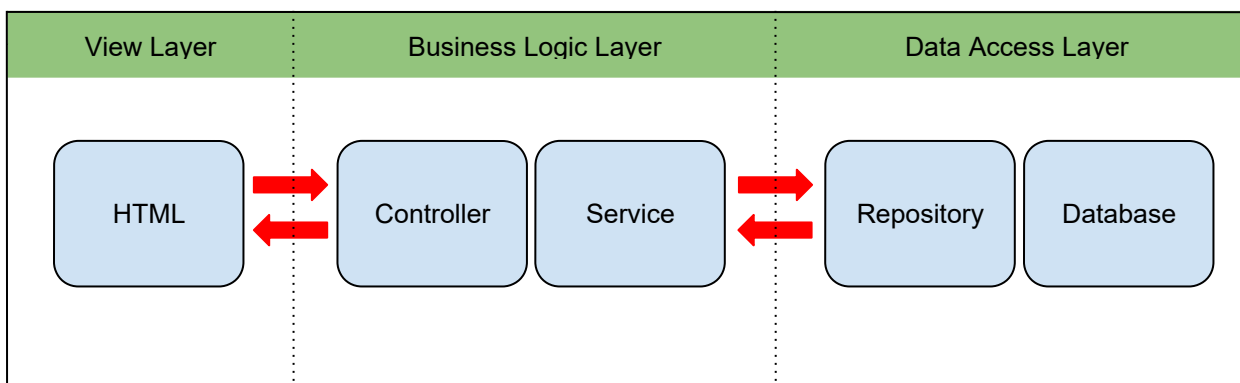 View Layer
Business Logic Layer
Data Access Layer
HTML
Controller
Service
Repository
Database